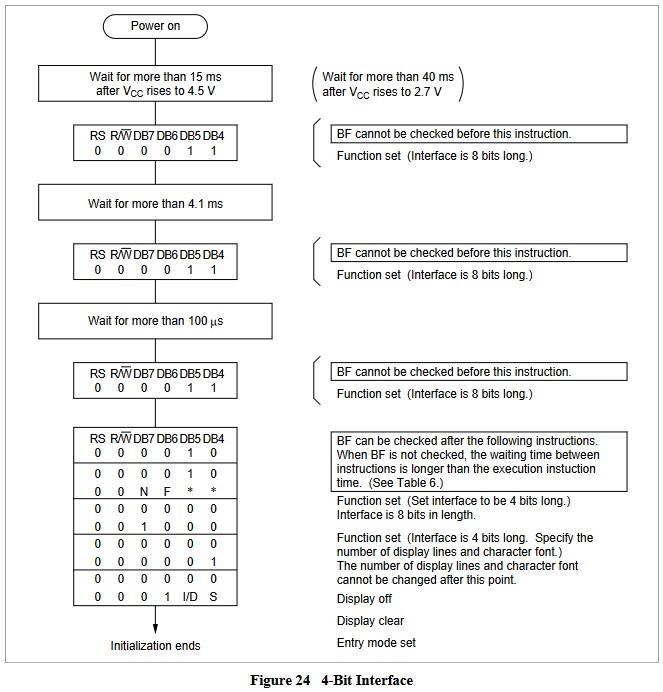 Power on
Wait for more than 15 ms
after VCC rises to 4.5 V
Wait for more than 40 ms
after VCC rises to 2.7 V
RS R/W̅ DB7 DB6 DB5 DB4
0 0 0 0 1 1
BF cannot be checked before this instruction.
Function set (Interface is 8 bits long.)
Wait for more than 4.1 ms
RS R/W̅ DB7 DB6 DB5 DB4
0 0 0 0 1 1
BF cannot be checked before this instruction.
Function set (Interface is 8 bits long.)
Wait for more than 100 µs
RS R/W̅ DB7 DB6 DB5 DB4
0 0 0 0 1 1
BF cannot be checked before this instruction.
Function set (Interface is 8 bits long.)
RS R/W̅ DB7 DB6 DB5 DB4
0 0 0 0 1 0
0 0 0 0 1 0
0 0 N F * *
0 0 0 0 0 0
0 0 1 0 0 0
0 0 0 0 0 0
0 0 0 0 0 1
0 0 0 0 0 0
0 0 0 1 I/D S
BF can be checked after the following instructions.
When BF is not checked, the waiting time between
instructions is longer than the execution instuction
time. (See Table 6.)
Function set (Set interface to be 4 bits long.)
Interface is 8 bits in length.
Function set (Interface is 4 bits long. Specify the
number of display lines and character font.)
The number of display lines and character font
cannot be changed after this point.
Display off
Display clear
Entry mode set
Initialization ends
Figure 24 4-Bit Interface